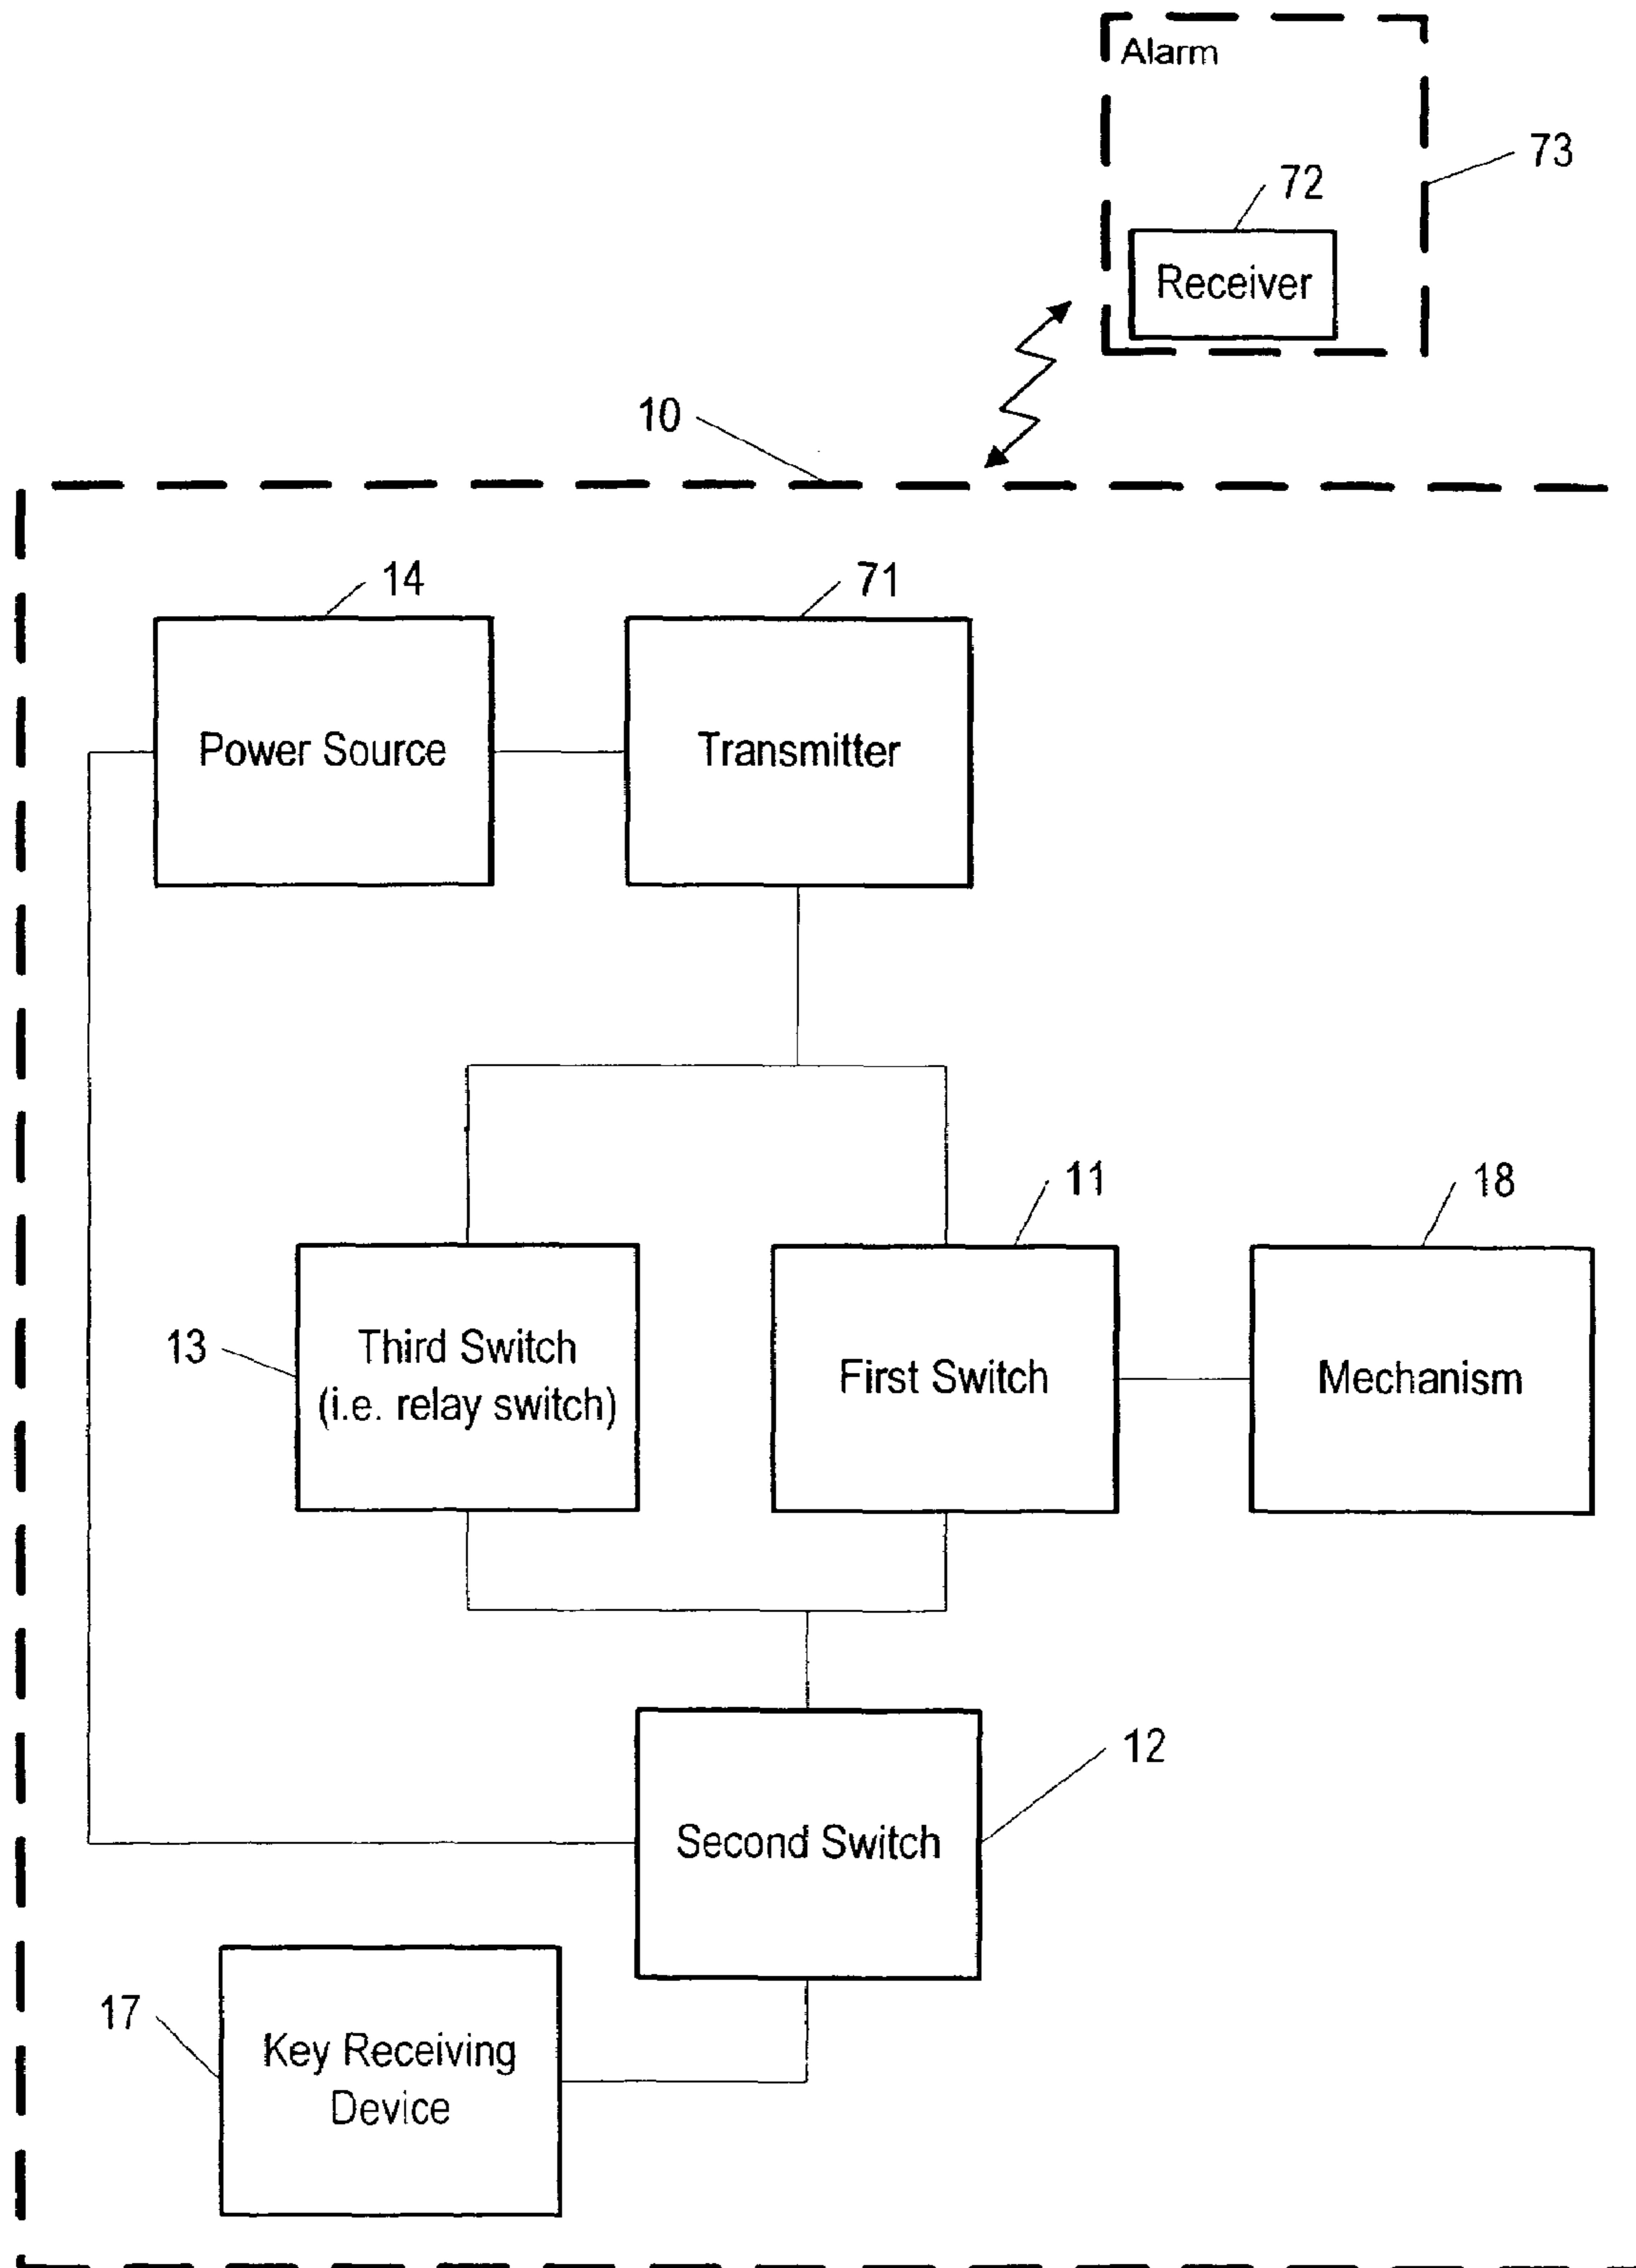 Alarm
73
72
Receiver
10
14
71
Power Source
Transmitter
11
18
13
Third Switch
(i.e. relay switch)
First Switch
Mechanism
12
Second Switch
17
Key Receiving
Device